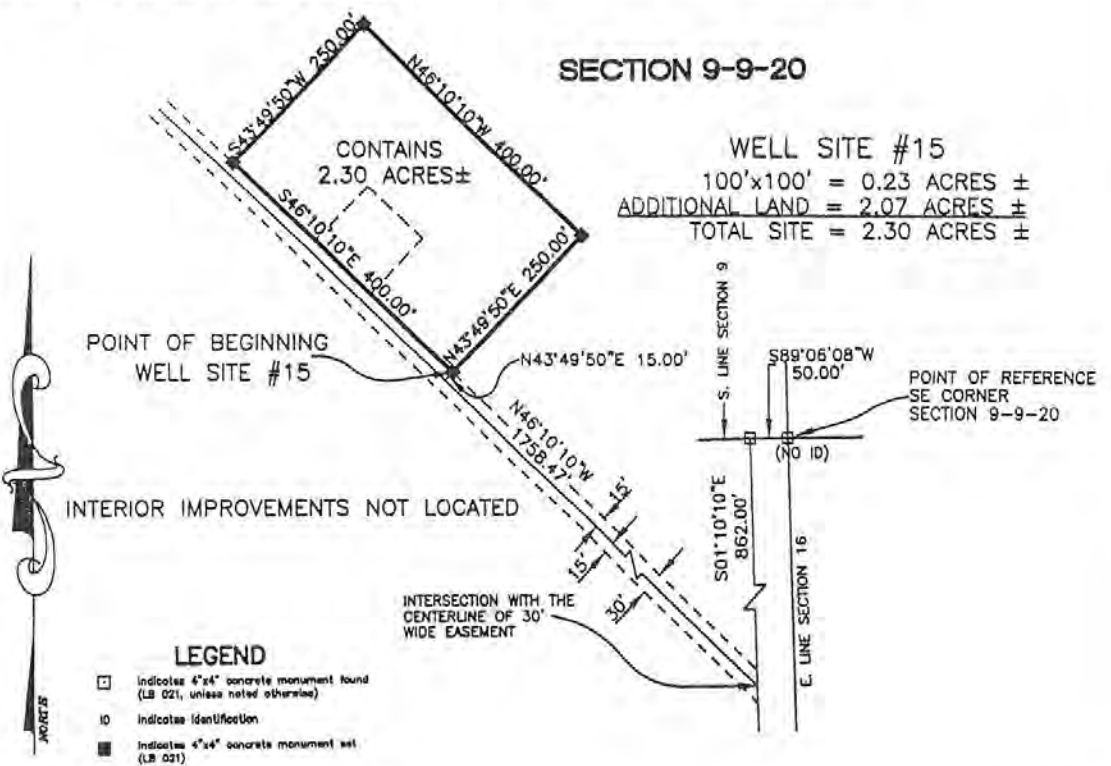 SECTION 9-9-20
S43°49'50"W 250.00'
N46°10'10"W 400.00'
CONTAINS
2.30 ACRES±
WELL SITE #15
100'x100' = 0.23 ACRES ±
ADDITIONAL LAND = 2.07 ACRES ±
TOTAL SITE = 2.30 ACRES ±
S46°10'10"E 400.00'
N43°49'50"E 250.00'
POINT OF BEGINNING
WELL SITE #15
N43°49'50"E 15.00'
S. LINE SECTION 9
S89°06'08"W
50.00'
POINT OF REFERENCE
SE CORNER
SECTION 9-9-20
(NO ID)
N46°10'10"W
1758.47'
15'
15'
30'
S01°10'10"E
862.00'
E. LINE SECTION 16
INTERIOR IMPROVEMENTS NOT LOCATED
INTERSECTION WITH THE
CENTERLINE OF 30'
WIDE EASEMENT
NORTH
LEGEND
indicates 4"x4" concrete monument found
(LB 021, unless noted otherwise)
ID indicates identification
indicates 4"x4" concrete monument set
(LB 021)